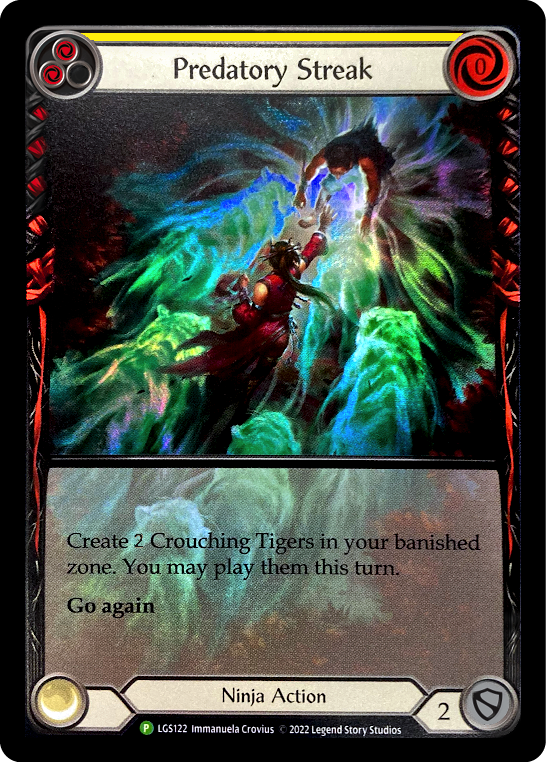 0
Predatory Streak
Create 2 Crouching Tigers in your banished
zone. You may play them this turn.
Go again
Ninja Action
2
P LGS122 Immanuela Crovius © 2022 Legend Story Studios